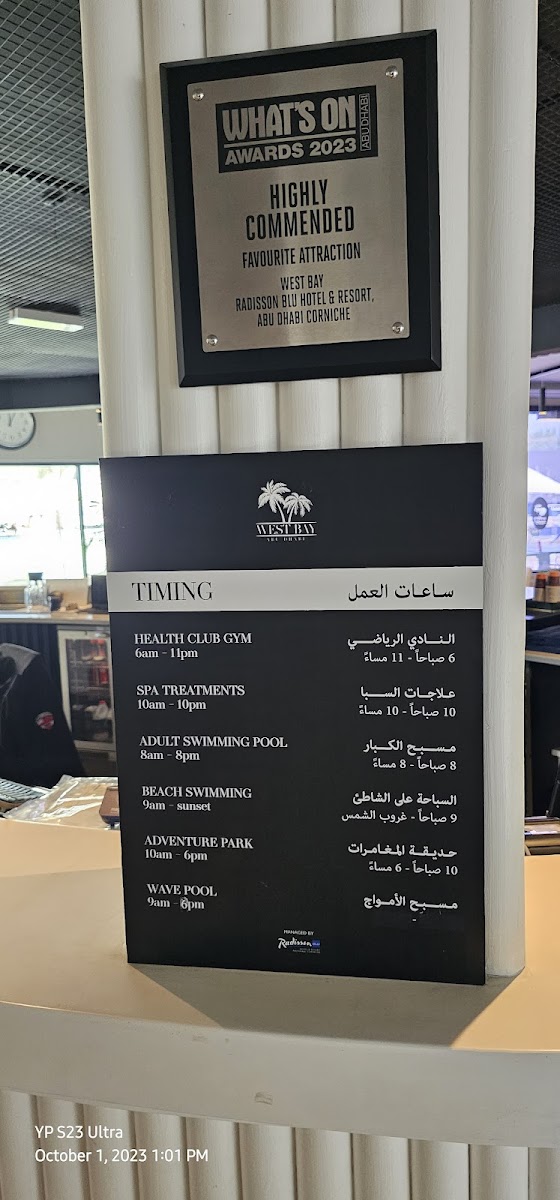 WHAT'S ON
ABU DHABI
AWARDS 2023
HIGHLY
COMMENDED
FAVOURITE ATTRACTION
WEST BAY
RADISSON BLU HOTEL & RESORT,
ABU DHABI CORNICHE
WEST BAY
ABU DHABI
TIMING
ساعات العمل
HEALTH CLUB GYM
النادي الرياضي
6am - 11pm
6 صباحاً - 11 مساءً
SPA TREATMENTS
علاجات السبا
10am - 10pm
10 صباحاً - 10 مساءً
ADULT SWIMMING POOL
مسبح الكبار
8am - 8pm
8 صباحاً - 8 مساءً
BEACH SWIMMING
السباحة على الشاطئ
9am - sunset
9 صباحاً - غروب الشمس
ADVENTURE PARK
حديقة المغامرات
10am - 6pm
10 صباحاً - 6 مساءً
WAVE POOL
مسبح الأمواج
9am - 6pm
MANAGED BY
Radisson
YP S23 Ultra
October 1, 2023 1:01 PM